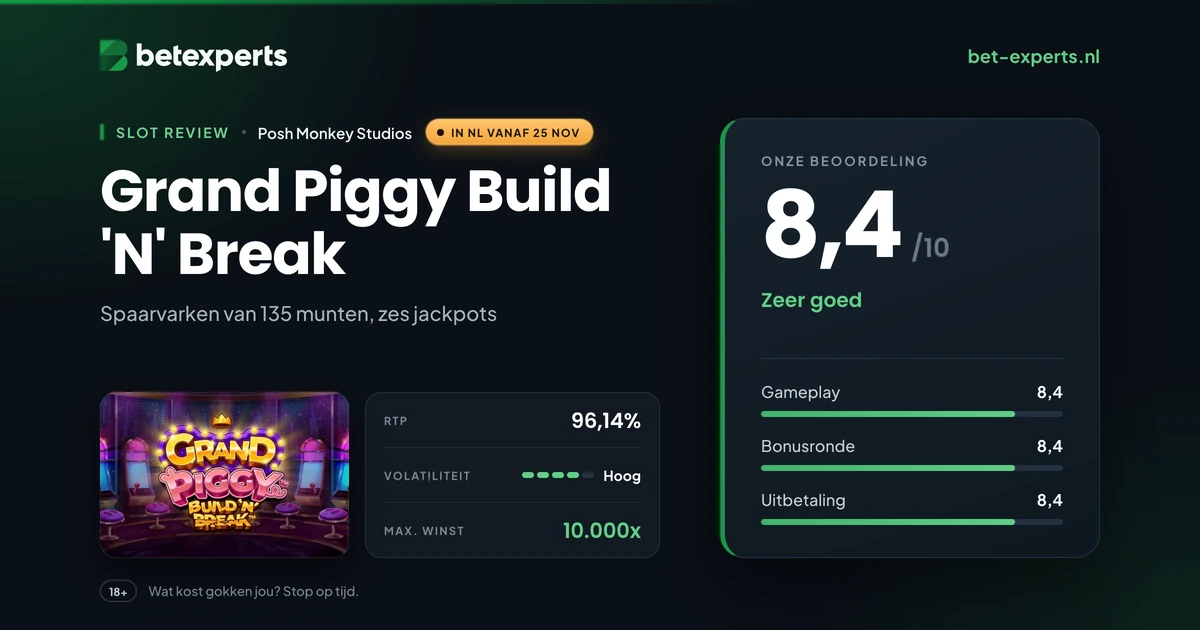 betexperts
bet-experts.nl
SLOT REVIEW • Posh Monkey Studios
IN NL VANAF 25 NOV
Grand Piggy Build
'N' Break
Spaarvarken van 135 munten, zes jackpots
GRAND
PIGGY
BUILD 'N'
BREAK™
RTP 96,14%
VOLATILITEIT Hoog
MAX. WINST 10.000x
ONZE BEOORDELING
8,4 /10
Zeer goed
Gameplay 8,4
Bonusronde 8,4
Uitbetaling 8,4
18+ Wat kost gokken jou? Stop op tijd.